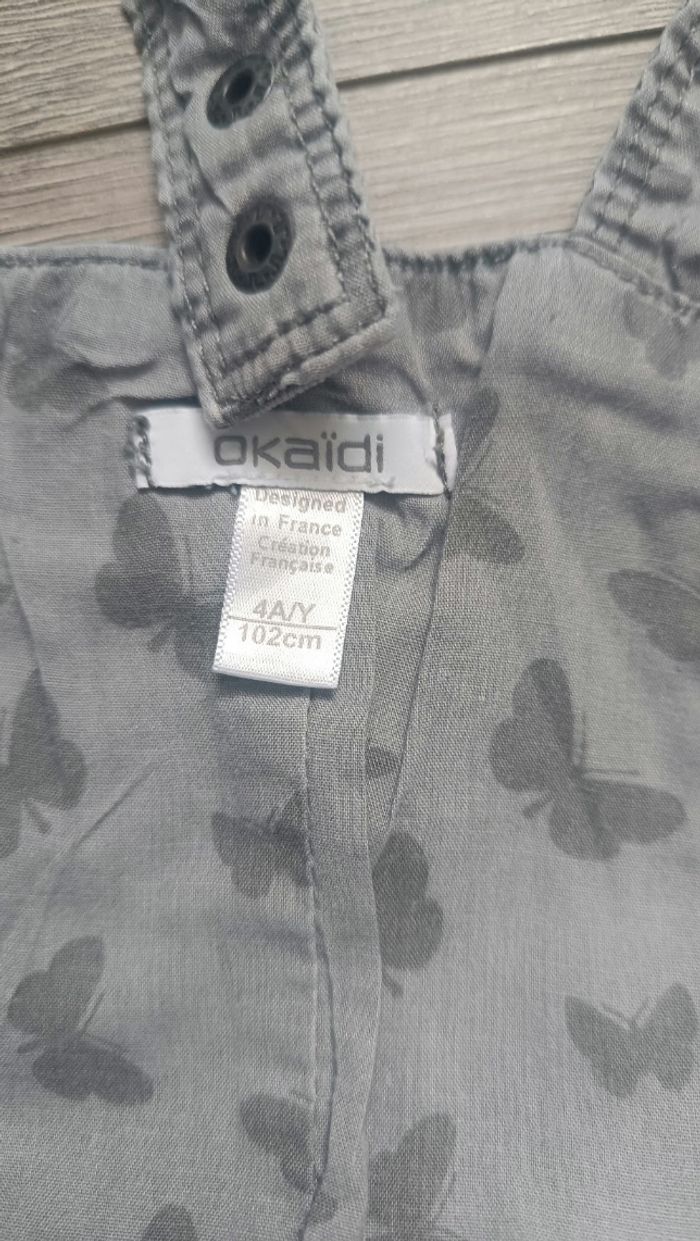 okaïdi
Designed
in France
Création
Française
4A/Y
102cm